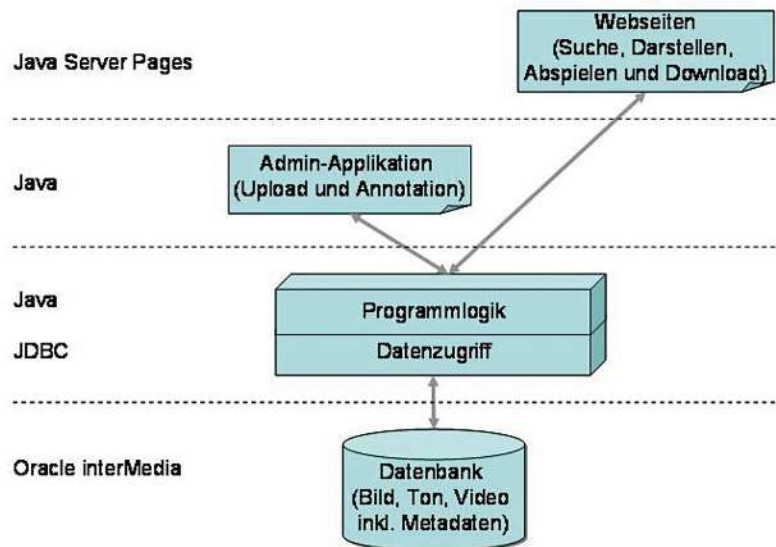 Webseiten
(Suche, Darstellen,
Abspielen und Download)
Java Server Pages
Admin-Applikation
(Upload und Annotation)
Java
Java
Programmlogik
JDBC
Datenzugriff
Oracle interMedia
Datenbank
(Bild, Ton, Video
inkl. Metadaten)